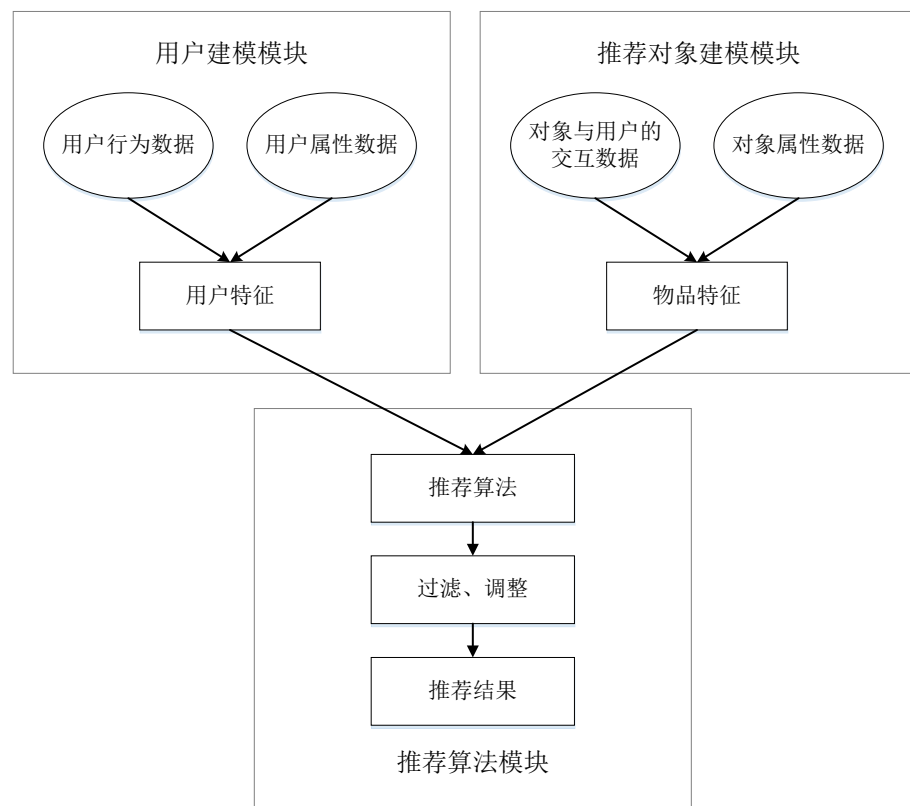 用户建模模块
用户行为数据
用户属性数据
用户特征
推荐对象建模模块
对象与用户的
交互数据
对象属性数据
物品特征
推荐算法
过滤、调整
推荐结果
推荐算法模块